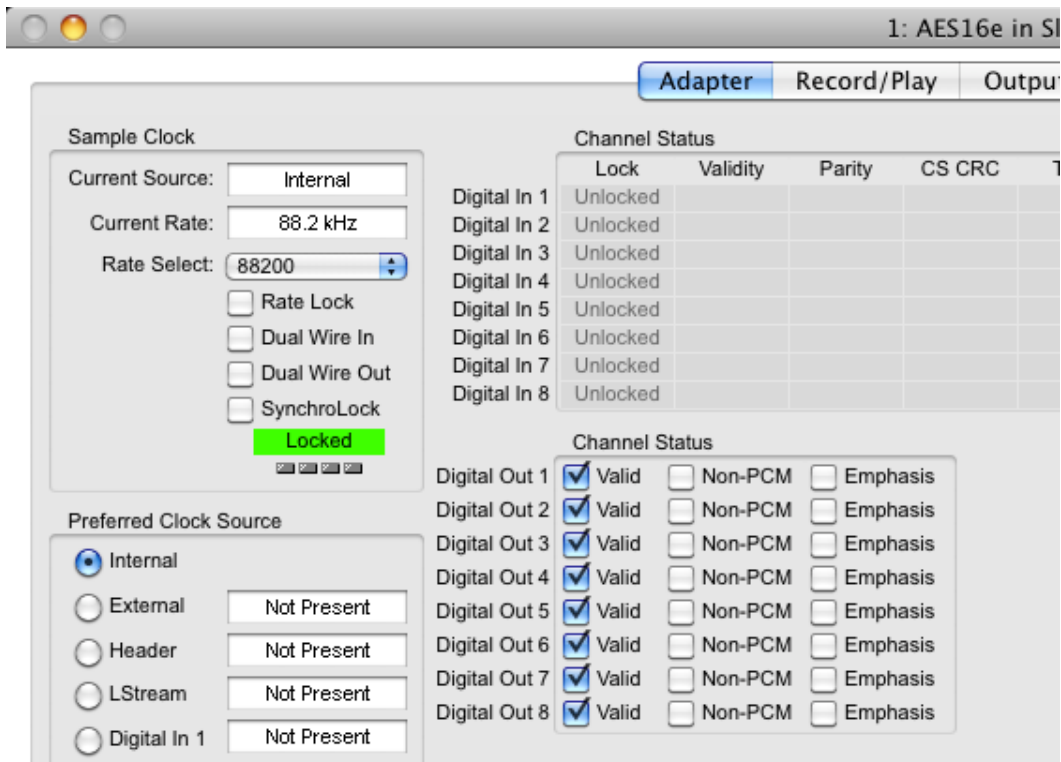 1: AES16e in Sl
Adapter Record/Play Outpu
Sample Clock
Current Source: Internal
Current Rate: 88.2 kHz
Rate Select: 88200
Rate Lock
Dual Wire In
Dual Wire Out
SynchroLock
Locked
Channel Status
Lock Validity Parity CS CRC T
Digital In 1 Unlocked
Digital In 2 Unlocked
Digital In 3 Unlocked
Digital In 4 Unlocked
Digital In 5 Unlocked
Digital In 6 Unlocked
Digital In 7 Unlocked
Digital In 8 Unlocked
Channel Status
Digital Out 1 Valid Non-PCM Emphasis
Digital Out 2 Valid Non-PCM Emphasis
Digital Out 3 Valid Non-PCM Emphasis
Digital Out 4 Valid Non-PCM Emphasis
Digital Out 5 Valid Non-PCM Emphasis
Digital Out 6 Valid Non-PCM Emphasis
Digital Out 7 Valid Non-PCM Emphasis
Digital Out 8 Valid Non-PCM Emphasis
Preferred Clock Source
Internal
External Not Present
Header Not Present
LStream Not Present
Digital In 1 Not Present